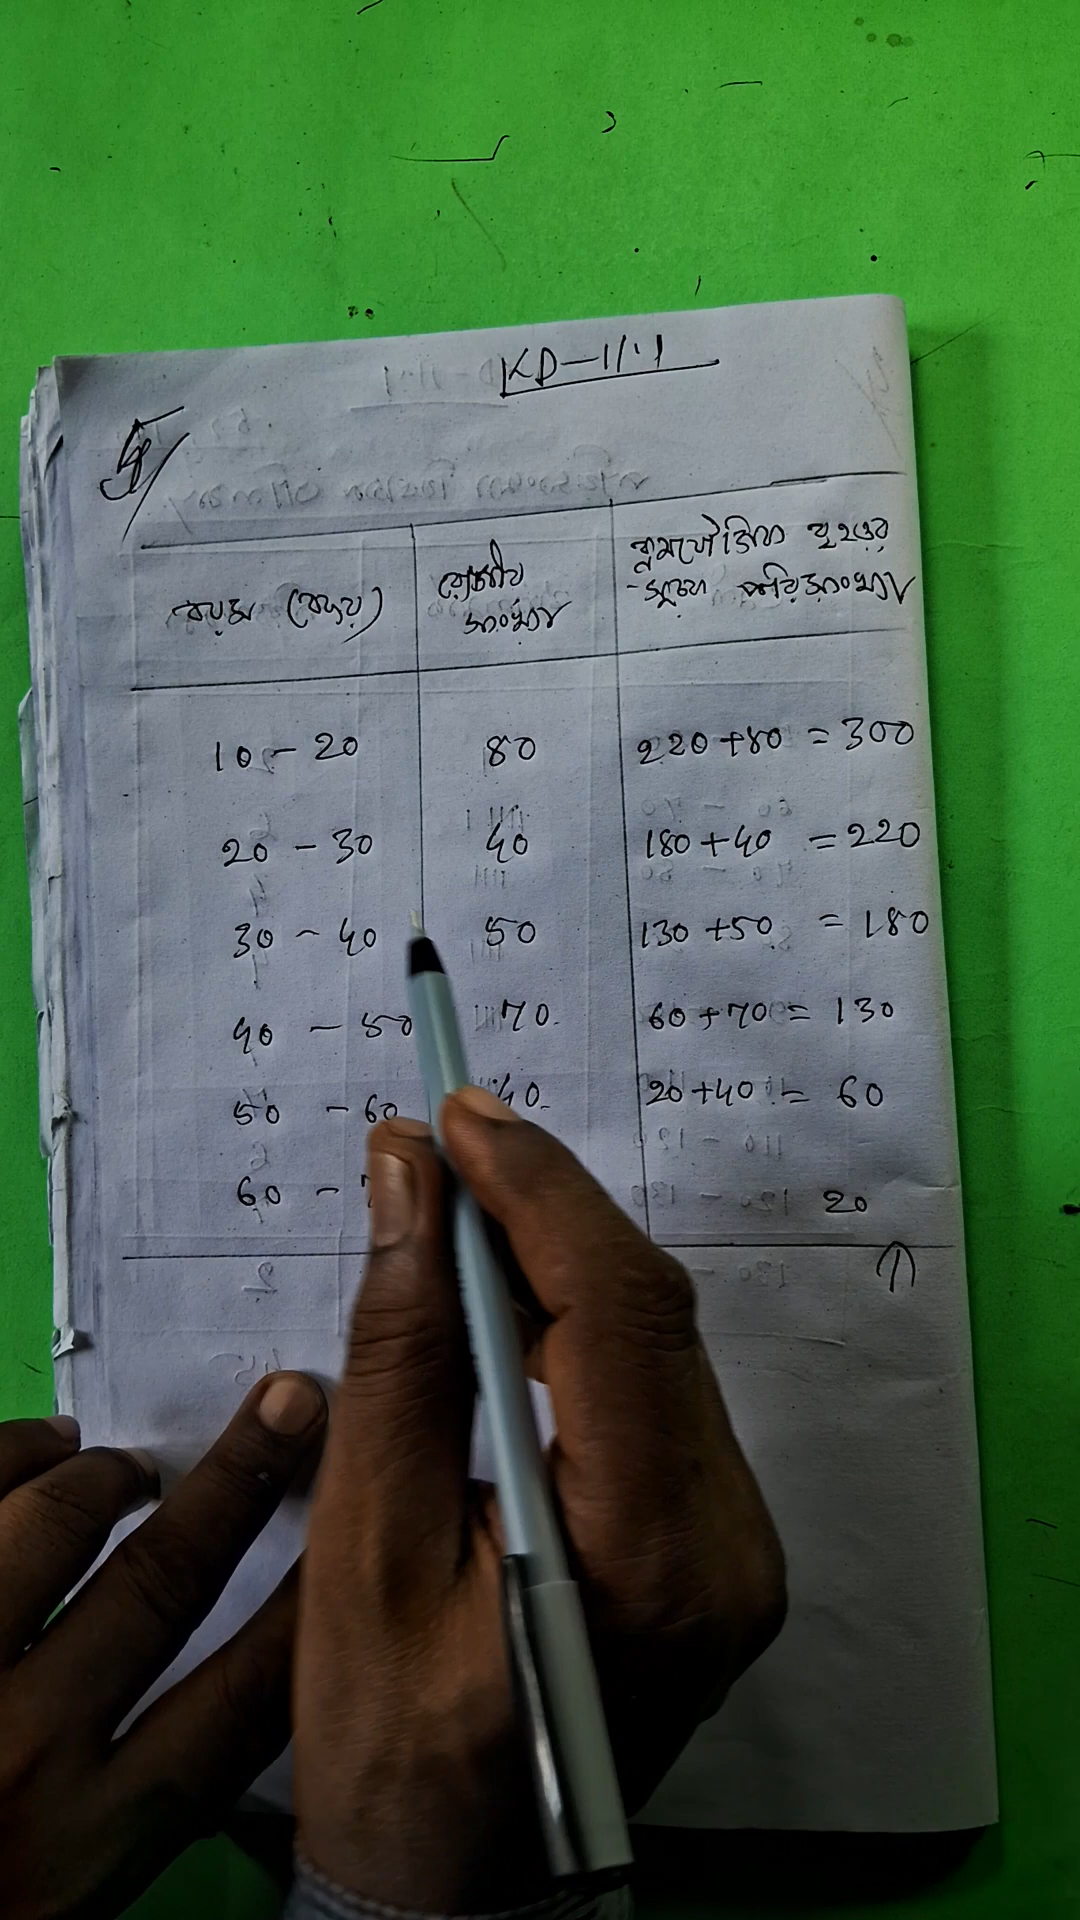 KD-11.1
5
বয়স (বছর) রোগীর সংখ্যা ক্রমযৌগিক বৃহত্তর সূচক পরিসংখ্যা
10 - 20 80 220+80 = 300
20 - 30 40 180+40 = 220
30 - 40 50 130+50 = 180
40 - 50 70 60+70 = 130
50 - 60 40 20+40 = 60
60 - 20